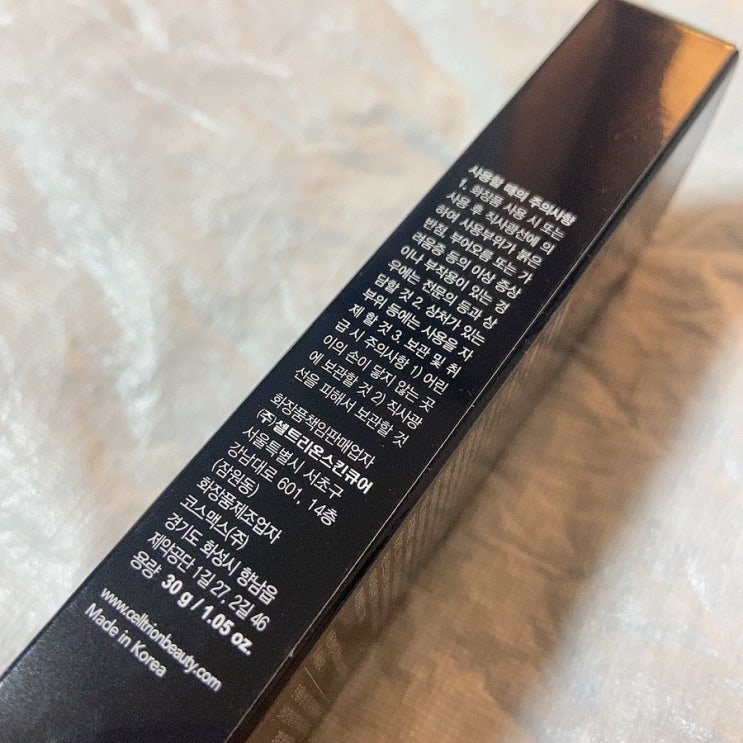 사용할 때의 주의사항
1. 화장품 사용 시 또는
사용 후 직사광선에 의
하여 사용부위가 붉은
반점, 부어오름 또는 가
려움증 등의 이상 증상
이나 부작용이 있는 경
우에는 전문의 등과 상
담할 것 2. 상처가 있는
부위 등에는 사용을 자
제 할 것 3. 보관 및 취
급 시 주의사항 1) 어린
이의 손이 닿지 않는 곳
에 보관할 것 2) 직사광
선을 피해서 보관할 것
화장품책임판매업자
(주)셀트리온스킨큐어
서울특별시 서초구
강남대로 601, 14층
(잠원동)
화장품제조업자
코스맥스(주)
경기도 화성시 향남읍
제약공단 1길 27, 2길 46
용량 30 g / 1.05 oz.
www.celltrionbeauty.com
Made in Korea